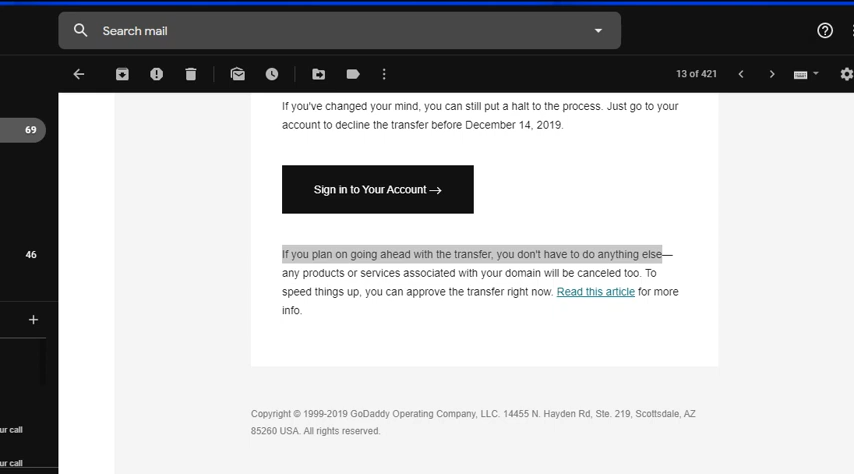 Search mail
13 of 421
69
If you've changed your mind, you can still put a halt to the process. Just go to your
account to decline the transfer before December 14, 2019.
Sign in to Your Account →
46
If you plan on going ahead with the transfer, you don't have to do anything else—
any products or services associated with your domain will be canceled too. To
speed things up, you can approve the transfer right now. Read this article for more
info.
Copyright © 1999-2019 GoDaddy Operating Company, LLC. 14455 N. Hayden Rd, Ste. 219, Scottsdale, AZ
85260 USA. All rights reserved.
ur call
ur call